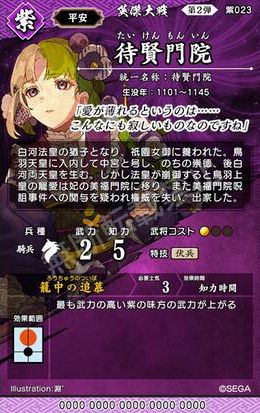 紫
平安
英傑大戦
第2弾
紫023
たいけんもんいん
待賢門院
統一名称：待賢門院
生没年：1101〜1145
「愛が薄れるというのは……
こんなにも寂しいものなのですね」
白河法皇の猶子となり、祇園女御に養われた。鳥
羽天皇に入内して中宮と号し、のちの崇徳、後白
河両天皇を生む。しかし法皇が崩御すると鳥羽上
皇の寵愛は妃の美福門院に移り、また美福門院呪
詛事件への関与を疑われ権威を失い、出家した。
兵種 武力 知力 武将コスト
騎兵 2 5 特技 伏兵
ろうちゅうのついぼ
籠中の追慕
必要士気 3
効果時間 知力時間
効果範囲
最も武力の高い紫の味方の武力が上がる
Illustration:淵゛
©SEGA
0000-0000-0000-0000-0000